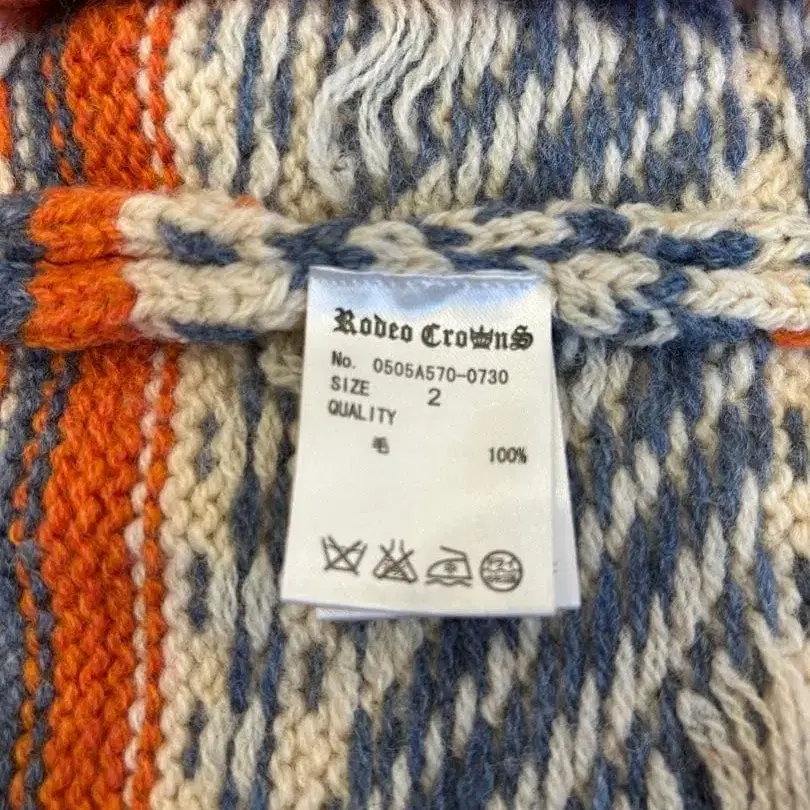 Rodeo CroWnS
No. 0505A570-0730
SIZE 2
QUALITY
毛 100%